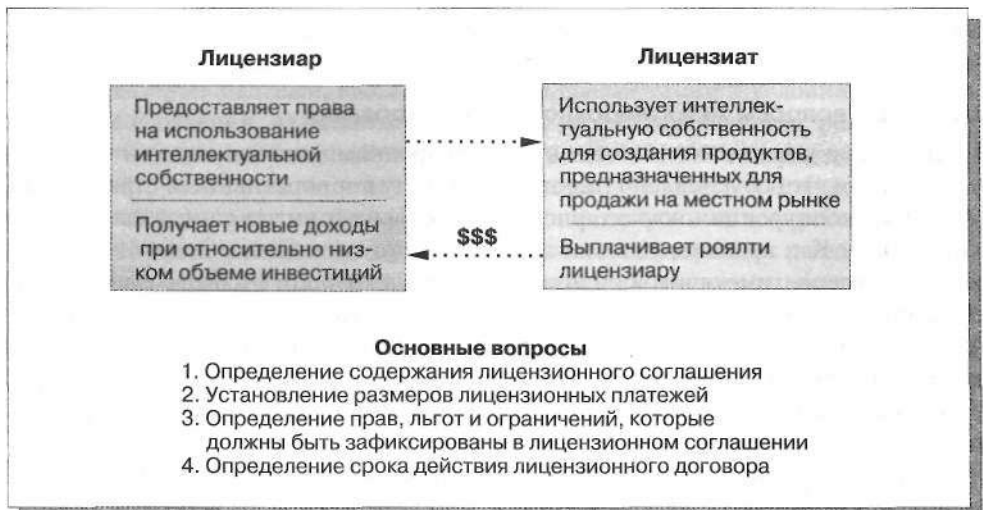 Лицензиар
Предоставляет права
на использование
интеллектуальной
собственности
Получает новые доходы
при относительно низ-
ком объеме инвестиций
$$$
Лицензиат
Использует интеллек-
туальную собственность
для создания продуктов,
предназначенных для
продажи на местном рынке
Выплачивает роялти
лицензиару
Основные вопросы
1. Определение содержания лицензионного соглашения
2. Установление размеров лицензионных платежей
3. Определение прав, льгот и ограничений, которые
должны быть зафиксированы в лицензионном соглашении
4. Определение срока действия лицензионного договора